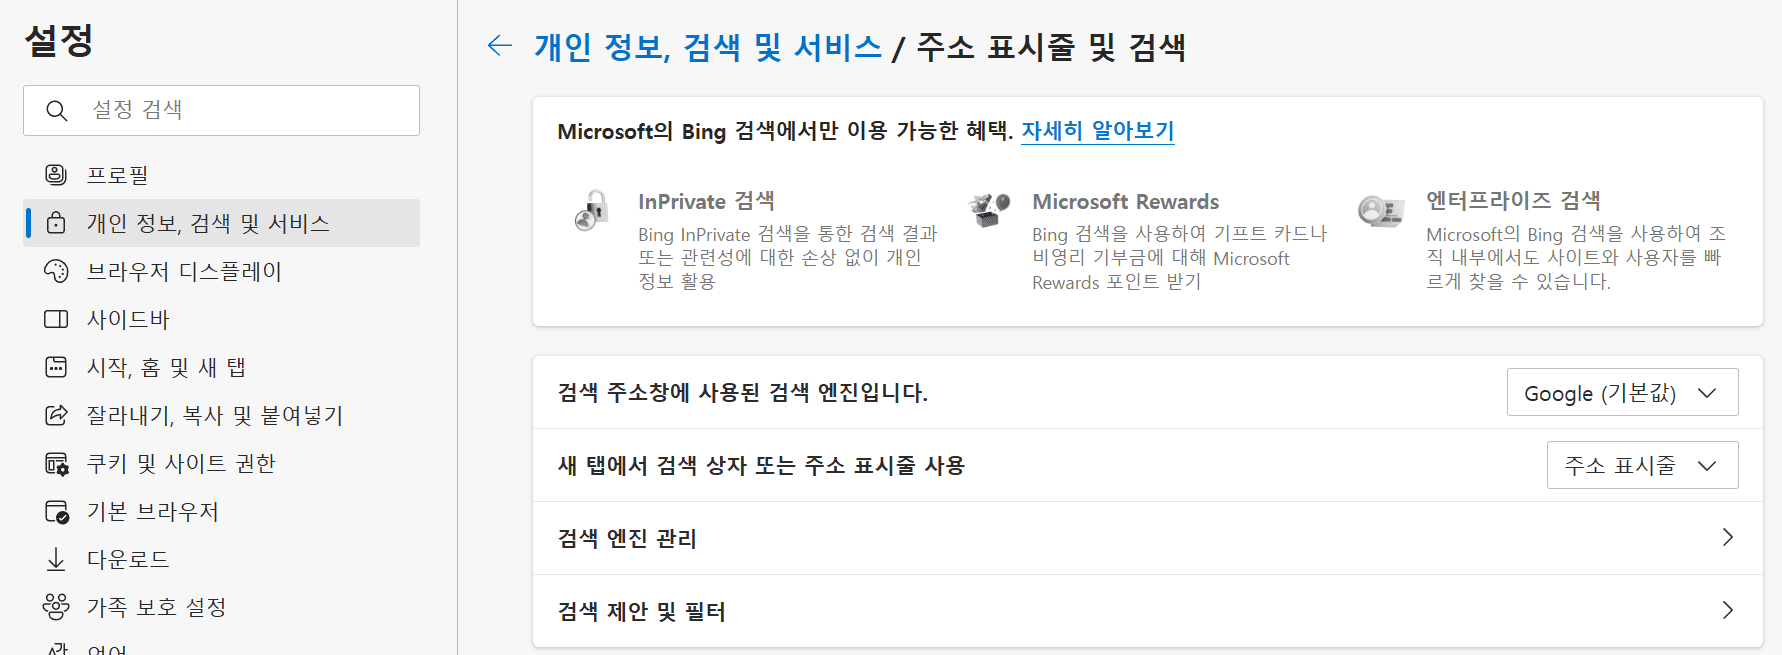 설정
설정 검색
프로필
개인 정보, 검색 및 서비스
브라우저 디스플레이
사이드바
시작, 홈 및 새 탭
잘라내기, 복사 및 붙여넣기
쿠키 및 사이트 권한
기본 브라우저
다운로드
가족 보호 설정
개인 정보, 검색 및 서비스 / 주소 표시줄 및 검색
Microsoft의 Bing 검색에서만 이용 가능한 혜택. 자세히 알아보기
InPrivate 검색
Bing InPrivate 검색을 통한 검색 결과
또는 관련성에 대한 손상 없이 개인
정보 활용
Microsoft Rewards
Bing 검색을 사용하여 기프트 카드나
비영리 기부금에 대해 Microsoft
Rewards 포인트 받기
엔터프라이즈 검색
Microsoft의 Bing 검색을 사용하여 조
직 내부에서도 사이트와 사용자를 빠
르게 찾을 수 있습니다.
검색 주소창에 사용된 검색 엔진입니다.
Google (기본값)
새 탭에서 검색 상자 또는 주소 표시줄 사용
주소 표시줄
검색 엔진 관리
검색 제안 및 필터